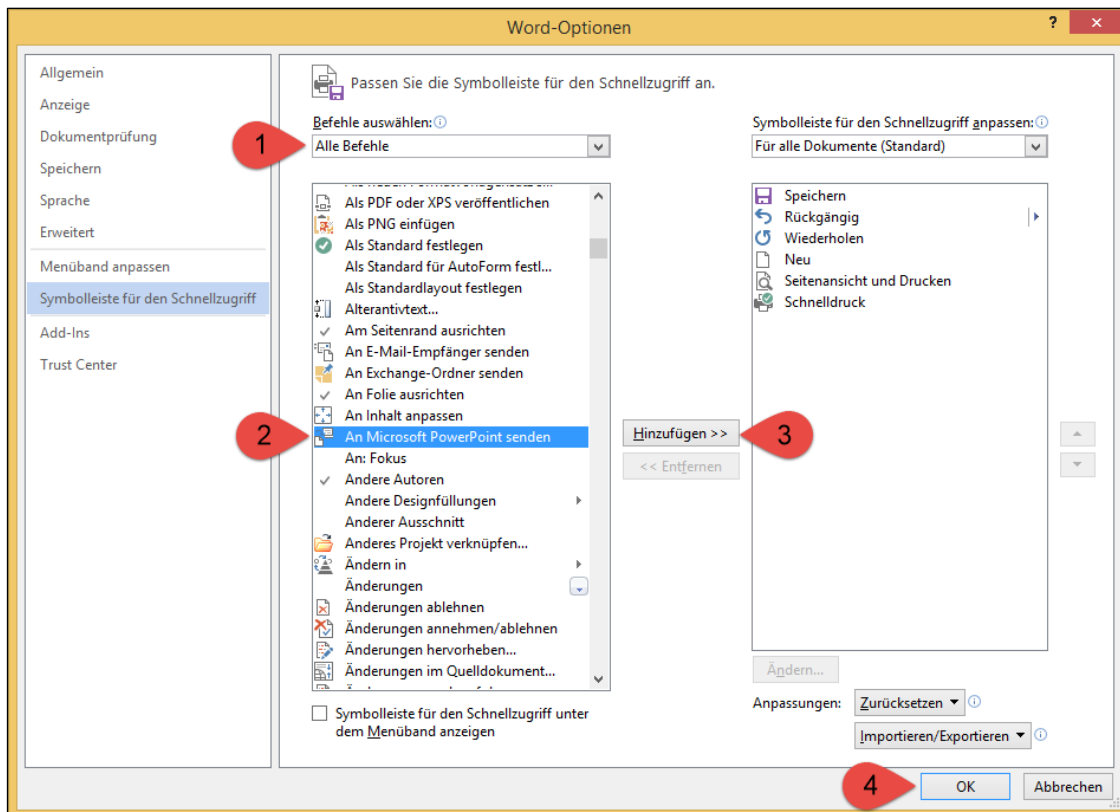 Word-Optionen
?
Allgemein
Anzeige
Dokumentprüfung
Speichern
Sprache
Erweitert
Menüband anpassen
Symbolleiste für den Schnellzugriff
Add-Ins
Trust Center
Passen Sie die Symbolleiste für den Schnellzugriff an.
Befehle auswählen:
1
Alle Befehle
Als PDF oder XPS veröffentlichen
Als PNG einfügen
Als Standard festlegen
Als Standard für AutoForm festl...
Als Standardlayout festlegen
Alterantivtext...
Am Seitenrand ausrichten
An E-Mail-Empfänger senden
An Exchange-Ordner senden
An Folie ausrichten
An Inhalt anpassen
2
An Microsoft PowerPoint senden
An: Fokus
Andere Autoren
Andere Designfüllungen
Anderer Ausschnitt
Anderes Projekt verknüpfen...
Ändern in
Änderungen
Änderungen ablehnen
Änderungen annehmen/ablehnen
Änderungen hervorheben...
Änderungen im Quelldokument...
Symbolleiste für den Schnellzugriff unter
dem Menüband anzeigen
Hinzufügen >>
3
<< Entfernen
Symbolleiste für den Schnellzugriff anpassen:
Für alle Dokumente (Standard)
Speichern
Rückgängig
Wiederholen
Neu
Seitenansicht und Drucken
Schnelldruck
Ändern...
Anpassungen:
Zurücksetzen
Importieren/Exportieren
4
OK
Abbrechen